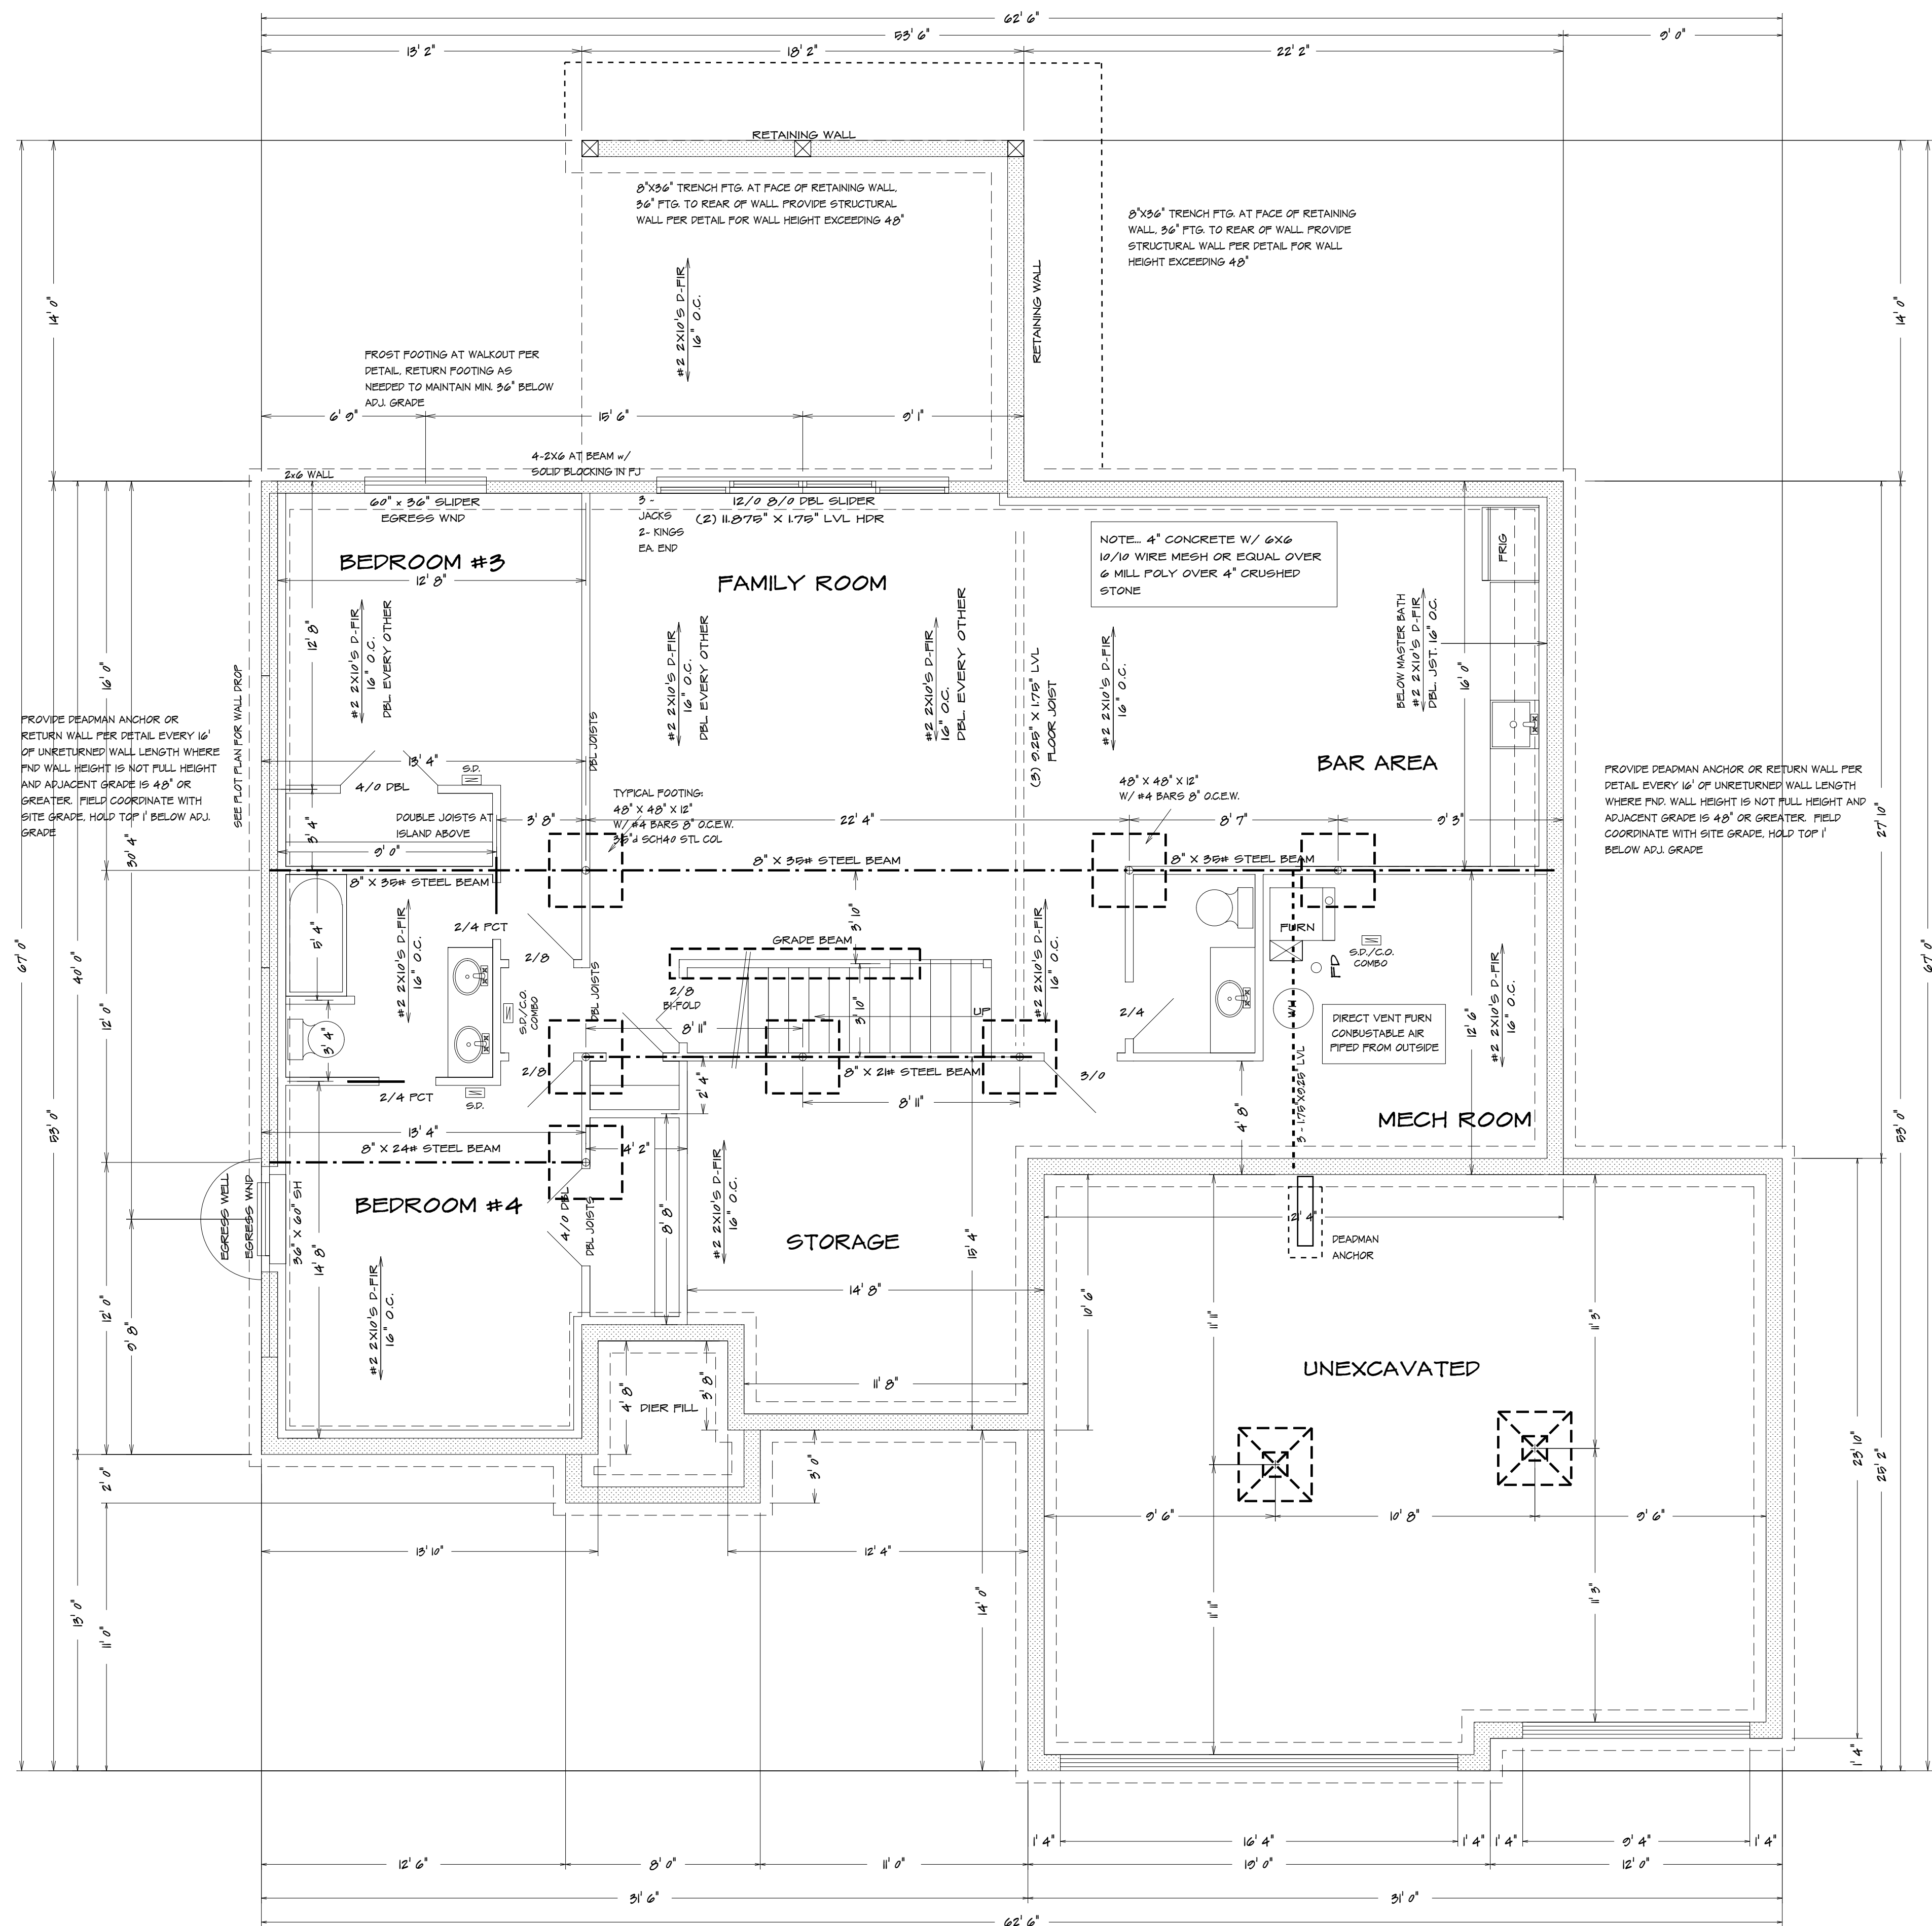 62' 6"
53' 6"
9' 0"
13' 2"
18' 2"
22' 2"
RETAINING WALL
8"X36" TRENCH FTG. AT FACE OF RETAINING WALL,
36" FTG. TO REAR OF WALL. PROVIDE STRUCTURAL
WALL PER DETAIL FOR WALL HEIGHT EXCEEDING 48"
8"X36" TRENCH FTG. AT FACE OF RETAINING
WALL, 36" FTG. TO REAR OF WALL. PROVIDE
STRUCTURAL WALL PER DETAIL FOR WALL
HEIGHT EXCEEDING 48"
RETAINING WALL
#2 2X10'S D-FIR
16" O.C.
14' 0"
14' 0"
FROST FOOTING AT WALKOUT PER
DETAIL, RETURN FOOTING AS
NEEDED TO MAINTAIN MIN. 36" BELOW
ADJ. GRADE
6' 9"
15' 6"
9' 1"
4-2X6 AT BEAM w/
SOLID BLOCKING IN FJ
2x6 WALL
60" x 36" SLIDER
EGRESS WND
3 -
JACKS
2- KINGS
EA. END
12/0 8/0 DBL SLIDER
(2) 11.875" X 1.75" LVL HDR
BEDROOM #3
12' 8"
12' 8"
FAMILY ROOM
NOTE... 4" CONCRETE W/ 6X6
10/10 WIRE MESH OR EQUAL OVER
6 MILL POLY OVER 4" CRUSHED
STONE
FRIG
#2 2X10'S D-FIR
16" O.C.
DBL EVERY OTHER
#2 2X10'S D-FIR
16" O.C.
DBL EVERY OTHER
#2 2X10'S D-FIR
16" O.C.
DBL. EVERY OTHER
(3) 9.25" X 1.75" LVL
FLOOR JOIST
#2 2X10'S D-FIR
16" O.C.
BELOW MASTER BATH
#2 2X10'S D-FIR
DBL. JST. 16" O.C.
16' 0"
16' 0"
BAR AREA
SEE PLOT PLAN FOR WALL DROP
PROVIDE DEADMAN ANCHOR OR
RETURN WALL PER DETAIL EVERY 16'
OF UNRETURNED WALL LENGTH WHERE
FND WALL HEIGHT IS NOT FULL HEIGHT
AND ADJACENT GRADE IS 48" OR
GREATER. FIELD COORDINATE WITH
SITE GRADE, HOLD TOP 1' BELOW ADJ.
GRADE
PROVIDE DEADMAN ANCHOR OR RETURN WALL PER
DETAIL EVERY 16' OF UNRETURNED WALL LENGTH
WHERE FND. WALL HEIGHT IS NOT FULL HEIGHT AND
ADJACENT GRADE IS 48" OR GREATER. FIELD
COORDINATE WITH SITE GRADE, HOLD TOP 1'
BELOW ADJ. GRADE
27' 10"
13' 4"
S.D.
4/0 DBL
DBL JOISTS
DOUBLE JOISTS AT
ISLAND ABOVE
3' 4"
9' 0"
3' 8"
TYPICAL FOOTING:
48" X 48" X 12"
W/ #4 BARS 8" O.C.E.W.
3.5"d SCH40 STL COL
48" X 48" X 12"
W/ #4 BARS 8" O.C.E.W.
22' 4"
8' 7"
9' 3"
8" X 35# STEEL BEAM
8" X 35# STEEL BEAM
8" X 35# STEEL BEAM
30' 4"
67' 0"
40' 0"
53' 0"
12' 0"
5' 4"
#2 2X10'S D-FIR
16" O.C.
2/4 PCT
2/8
3' 10"
GRADE BEAM
2/8
BI-FOLD
DBL JOISTS
S.D./C.O.
COMBO
3' 4"
2/8
8' 11"
3' 10"
UP
#2 2X10'S D-FIR
16" O.C.
2/4
FURN
FD
S.D./C.O.
COMBO
WH
DIRECT VENT FURN
CONBUSTABLE AIR
PIPED FROM OUTSIDE
#2 2X10'S D-FIR
16" O.C.
12' 6"
67' 0"
2/4 PCT
S.D.
2' 4"
8" X 21# STEEL BEAM
3/0
8' 11"
4' 8"
3 - 1.75"X9.25" LVL
MECH ROOM
53' 0"
13' 4"
8" X 24# STEEL BEAM
4' 2"
#2 2X10'S D-FIR
16" O.C.
EGRESS WELL
EGRESS WND
36" X 60" SH
BEDROOM #4
4/0 DBL
DBL JOISTS
8' 8"
14' 8"
STORAGE
15' 4"
12' 4"
DEADMAN
ANCHOR
12' 0"
9' 8"
#2 2X10'S D-FIR
16" O.C.
14' 8"
10' 6"
11' 11"
11' 3"
UNEXCAVATED
11' 8"
4' 8"
3' 8"
DIER FILL
2' 0"
3' 0"
23' 10"
25' 2"
9' 6"
10' 8"
9' 6"
13' 10"
12' 4"
13' 0"
11' 0"
14' 0"
11' 11"
11' 3"
1' 4"
1' 4"
16' 4"
1' 4"
1' 4"
9' 4"
1' 4"
12' 6"
8' 0"
11' 0"
19' 0"
12' 0"
31' 6"
31' 0"
62' 6"